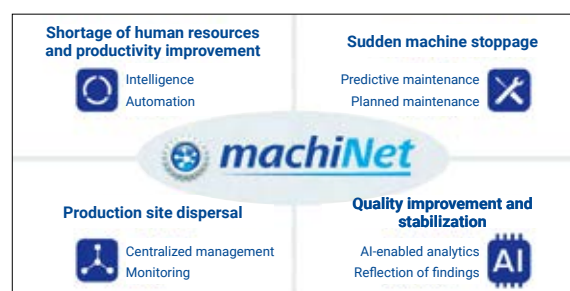 Shortage of human resources
and productivity improvement
Intelligence
Automation
Sudden machine stoppage
Predictive maintenance
Planned maintenance
machiNet
Production site dispersal
Centralized management
Monitoring
Quality improvement and
stabilization
AI-enabled analytics
Reflection of findings
AI